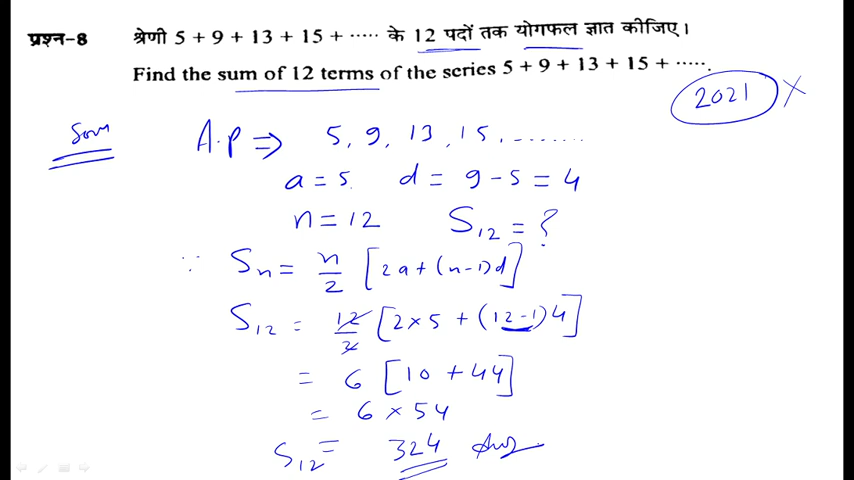 प्रश्न-8 श्रेणी 5 + 9 + 13 + 15 + ····· के 12 पदों तक योगफल ज्ञात कीजिए।
Find the sum of 12 terms of the series 5 + 9 + 13 + 15 + ·····.
2021 X
Som A.P ⇒ 5, 9, 13, 15, ........
a = 5. d = 9 - 5 = 4
n = 12 S₁₂ = ?
∵ Sₙ = n/2 [2a + (n-1)d]
S₁₂ = 12/2 [2 × 5 + (12-1)4]
= 6 [10 + 44]
= 6 × 54
S₁₂ = 324 Ans